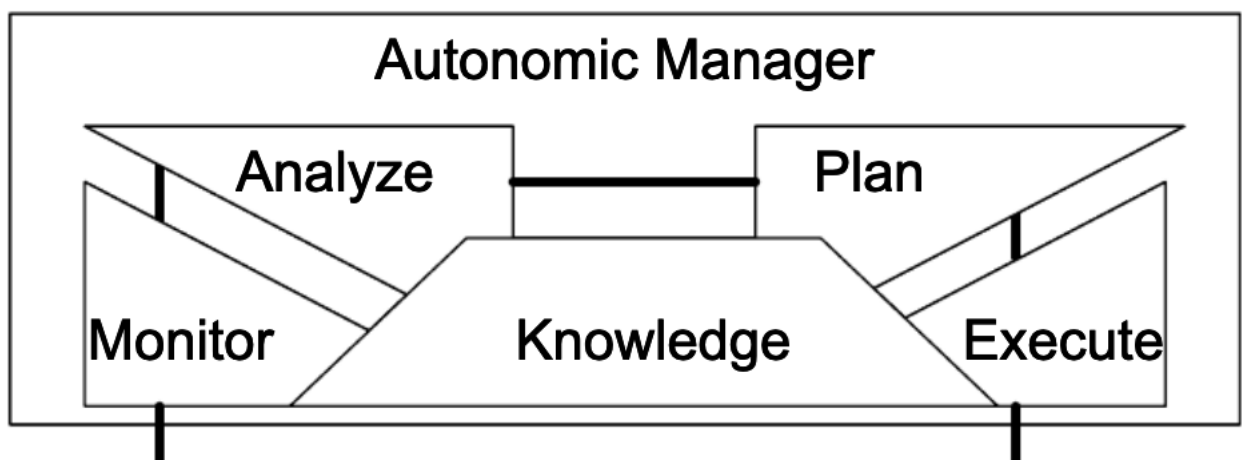 Autonomic Manager
Analyze
Plan
Monitor
Knowledge
Execute